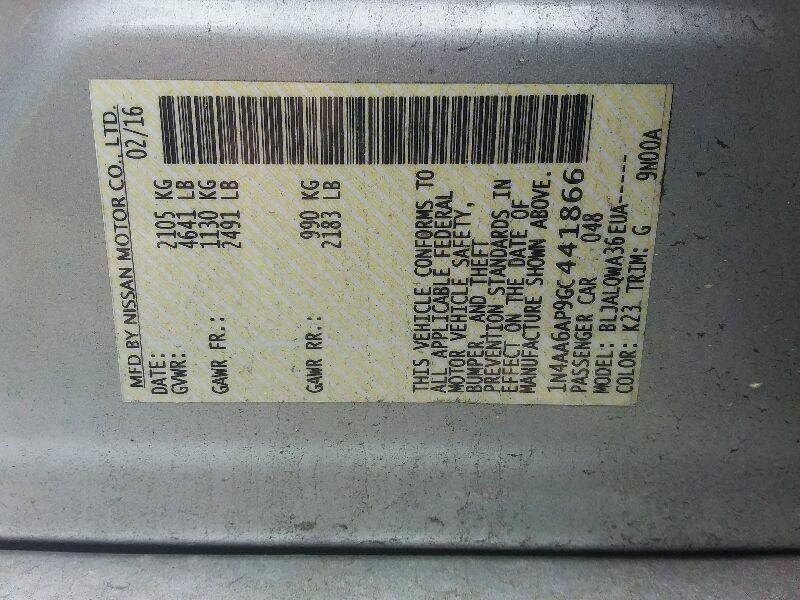 MFD BY NISSAN MOTOR CO., LTD.
DATE: 02/16
GVWR: 2105 KG
4641 LB
GAWR FR.: 1130 KG
2491 LB
GAWR RR.: 990 KG
2183 LB
THIS VEHICLE CONFORMS TO
ALL APPLICABLE FEDERAL
MOTOR VEHICLE SAFETY,
BUMPER, AND THEFT
PREVENTION STANDARDS IN
EFFECT ON THE DATE OF
MANUFACTURE SHOWN ABOVE.
1N4AA6AP9GC441866
PASSENGER CAR 048
MODEL: BLJALQWA36EUA-----
COLOR: K23 TRIM: G 9N00A